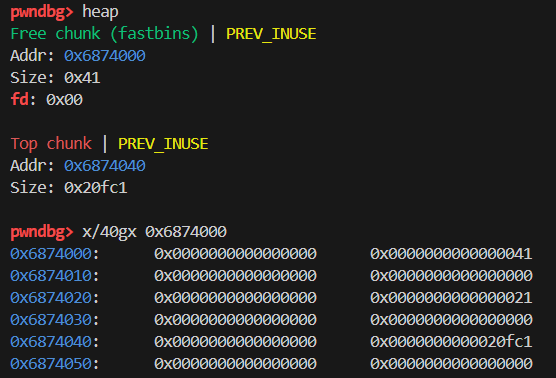 pwndbg> heap
Free chunk (fastbins) | PREV_INUSE
Addr: 0x6874000
Size: 0x41
fd: 0x00
Top chunk | PREV_INUSE
Addr: 0x6874040
Size: 0x20fc1
pwndbg> x/40gx 0x6874000
0x6874000: 0x0000000000000000 0x0000000000000041
0x6874010: 0x0000000000000000 0x0000000000000000
0x6874020: 0x0000000000000000 0x0000000000000021
0x6874030: 0x0000000000000000 0x0000000000000000
0x6874040: 0x0000000000000000 0x0000000000020fc1
0x6874050: 0x0000000000000000 0x0000000000000000